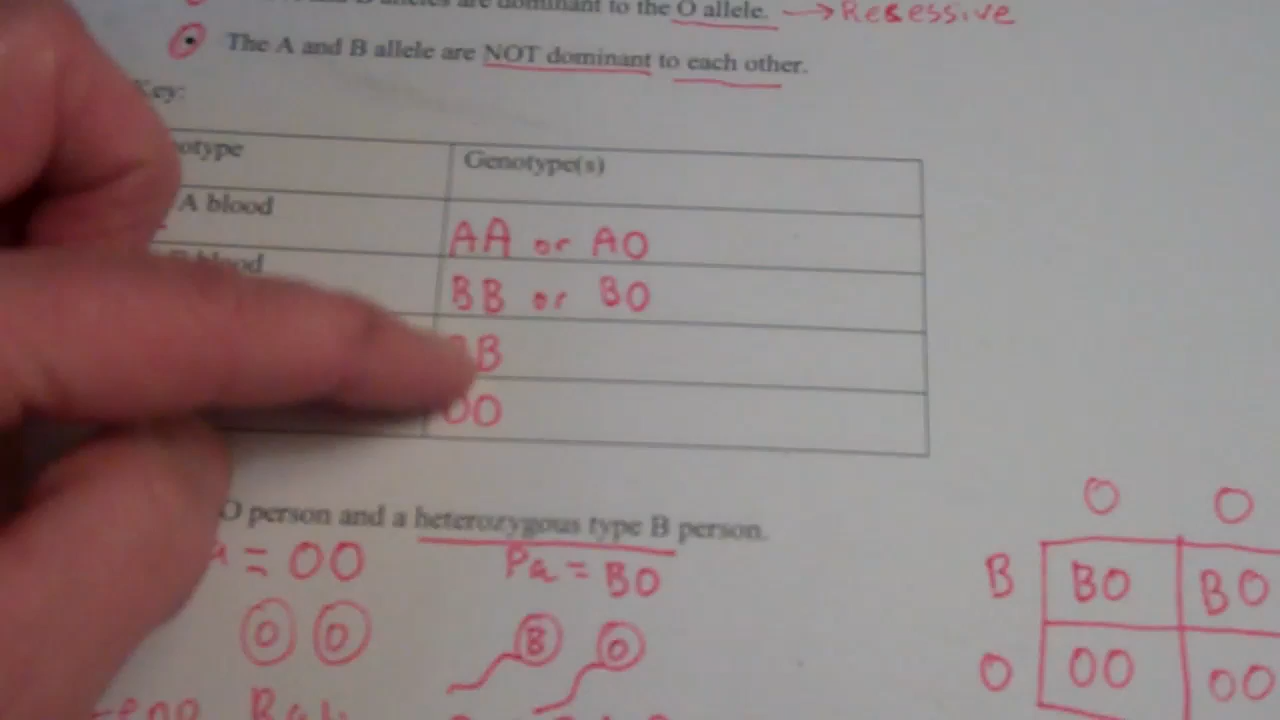 alleles are dominant to the O allele. → Recessive
The A and B allele are NOT dominant to each other.
Key:
otype Genotype(s)
A blood AA or AO
blood BB or BO
B
OO
O person and a heterozygous type B person.
= OO Pa = BO
O O B O
O O
B BO BO
O OO OO